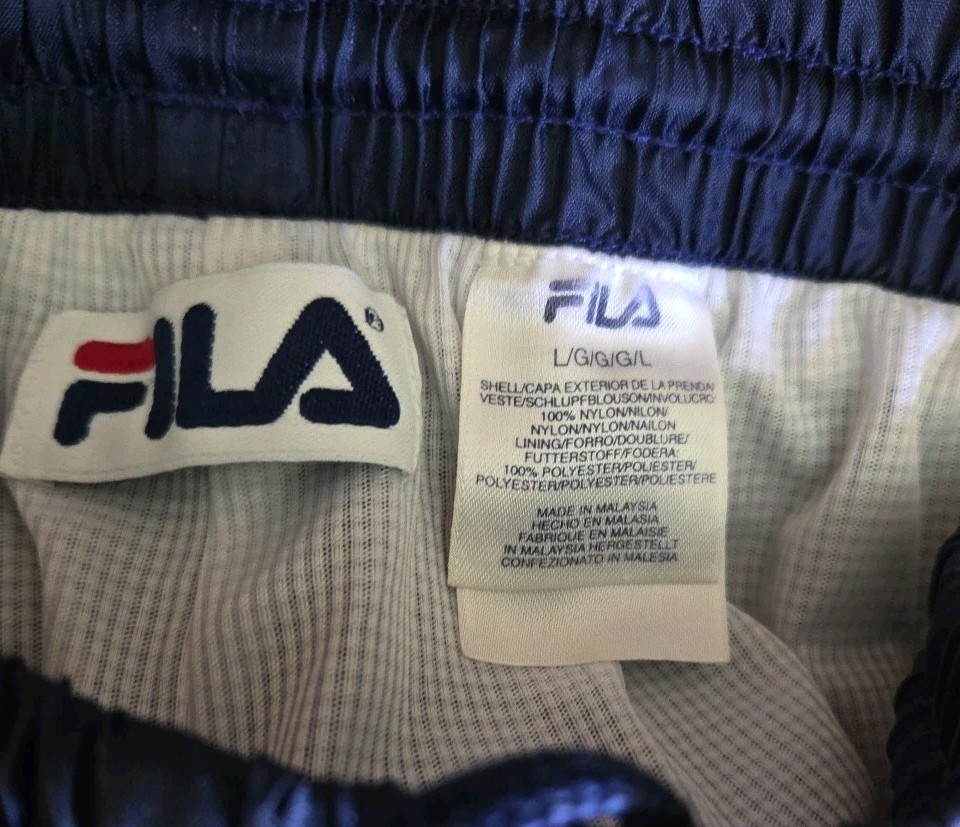 FILA
FILA
L/G/G/G/L
SHELL/CAPA EXTERIOR DE LA PRENDA/
VESTE/SCHLUPFBLOUSON/INVOLUCRO:
100% NYLON/NILON/
NYLON/NYLON/NAILON
LINING/FORRO/DOUBLURE/
FUTTERSTOFF/FODERA:
100% POLYESTER/POLIESTER/
POLYESTER/POLYESTER/POLIESTERE
MADE IN MALAYSIA
HECHO EN MALASIA
FABRIQUE EN MALAISIE
IN MALAYSIA HERGESTELLT
CONFEZIONATO IN MALESIA